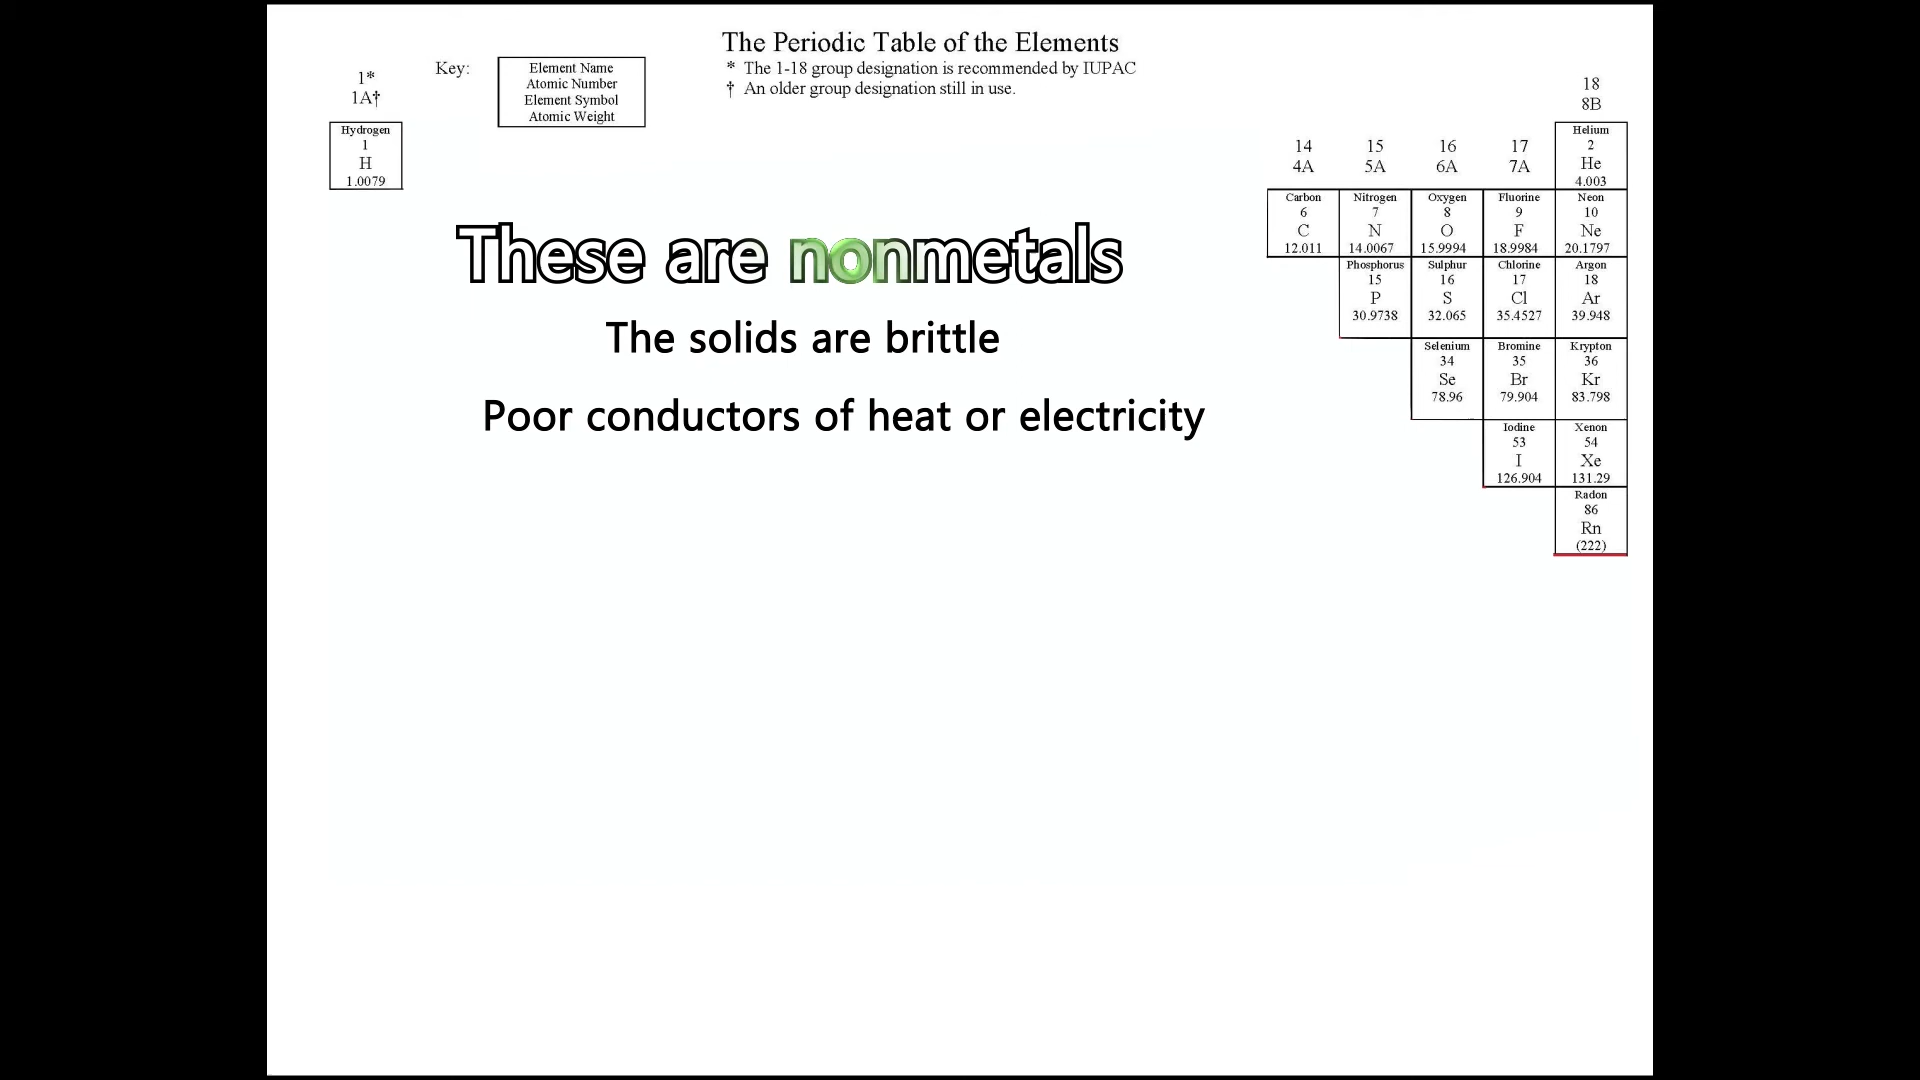 The Periodic Table of the Elements
* The 1-18 group designation is recommended by IUPAC
† An older group designation still in use.
Key:
Element Name
Atomic Number
Element Symbol
Atomic Weight
1*
1A†
Hydrogen
1
H
1.0079
18
8B
Helium
2
He
4.003
14 15 16 17
4A 5A 6A 7A
Carbon Nitrogen Oxygen Fluorine Neon
6 7 8 9 10
C N O F Ne
12.011 14.0067 15.9994 18.9984 20.1797
Phosphorus Sulphur Chlorine Argon
15 16 17 18
P S Cl Ar
30.9738 32.065 35.4527 39.948
Selenium Bromine Krypton
34 35 36
Se Br Kr
78.96 79.904 83.798
Iodine Xenon
53 54
I Xe
126.904 131.29
Radon
86
Rn
(222)
These are nonmetals
The solids are brittle
Poor conductors of heat or electricity